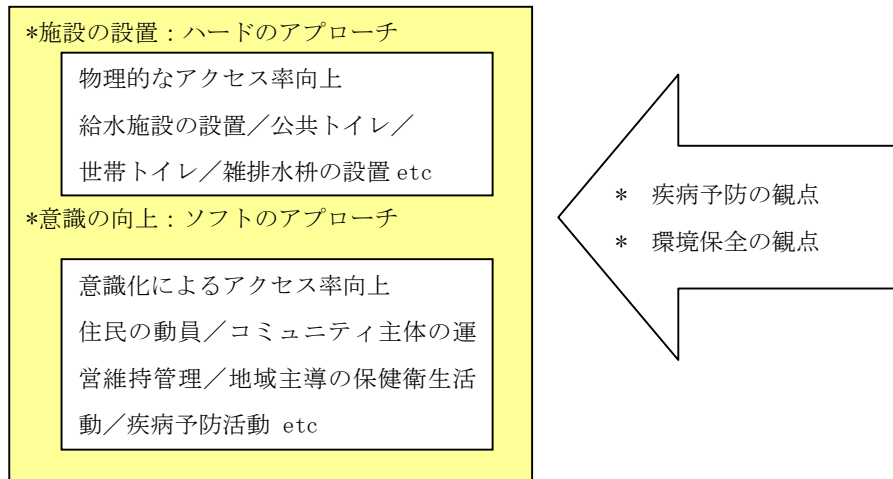 *施設の設置：ハードのアプローチ
物理的なアクセス率向上
給水施設の設置／公共トイレ／
世帯トイレ／雑排水枡の設置 etc
*意識の向上：ソフトのアプローチ
意識化によるアクセス率向上
住民の動員／コミュニティ主体の運
営維持管理／地域主導の保健衛生活
動／疾病予防活動 etc
* 疾病予防の観点
* 環境保全の観点